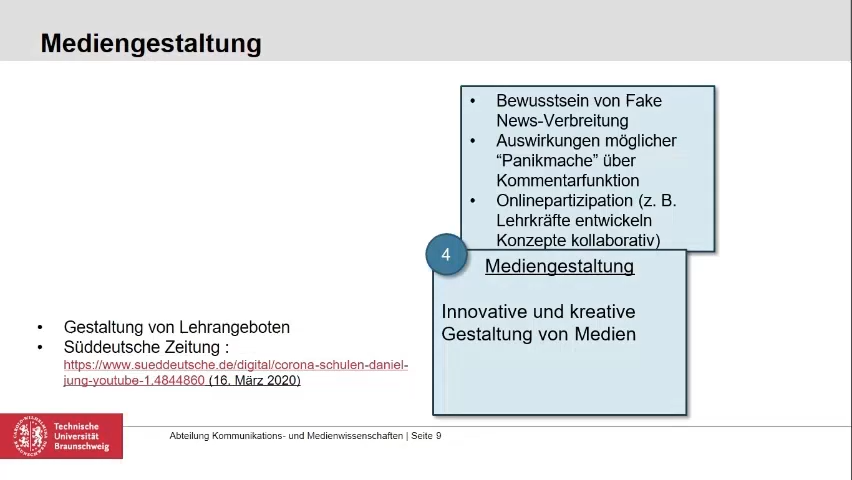 Mediengestaltung
• Bewusstsein von Fake
News-Verbreitung
• Auswirkungen möglicher
“Panikmache” über
Kommentarfunktion
• Onlinepartizipation (z. B.
Lehrkräfte entwickeln
Konzepte kollaborativ)
4
Mediengestaltung
Innovative und kreative
Gestaltung von Medien
• Gestaltung von Lehrangeboten
• Süddeutsche Zeitung :
https://www.sueddeutsche.de/digital/corona-schulen-daniel-
jung-youtube-1.4844860 (16. März 2020)
Technische
Universität
Braunschweig
Abteilung Kommunikations- und Medienwissenschaften | Seite 9